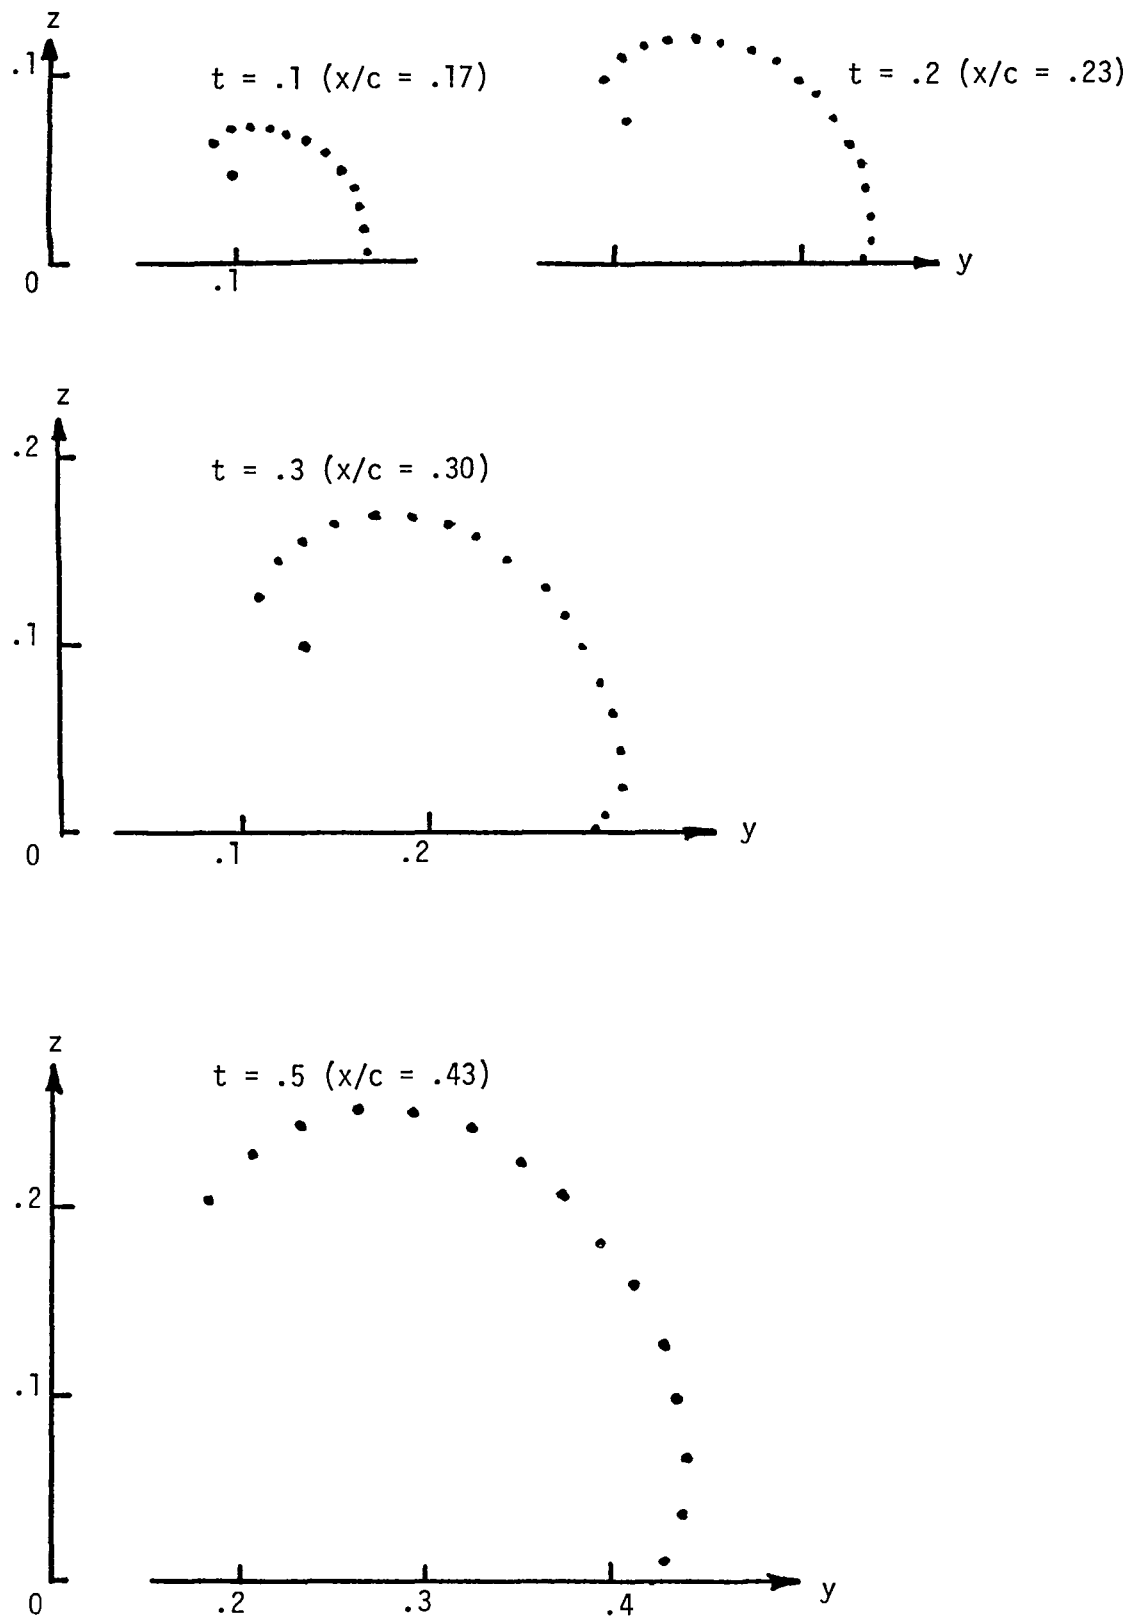 z
.1
t = .1 (x/c = .17)
t = .2 (x/c = .23)
0
.1
y
z
.2
t = .3 (x/c = .30)
.1
0
.1
.2
y
z
t = .5 (x/c = .43)
.2
.1
0
.2
.3
.4
y